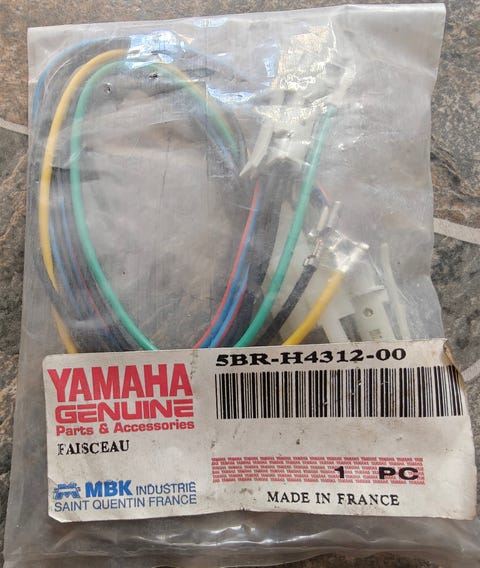 5BR-H4312-00
YAMAHA
GENUINE
Parts & Accessories
FAISCEAU
1 PC
MBK INDUSTRIE
SAINT QUENTIN FRANCE
MADE IN FRANCE